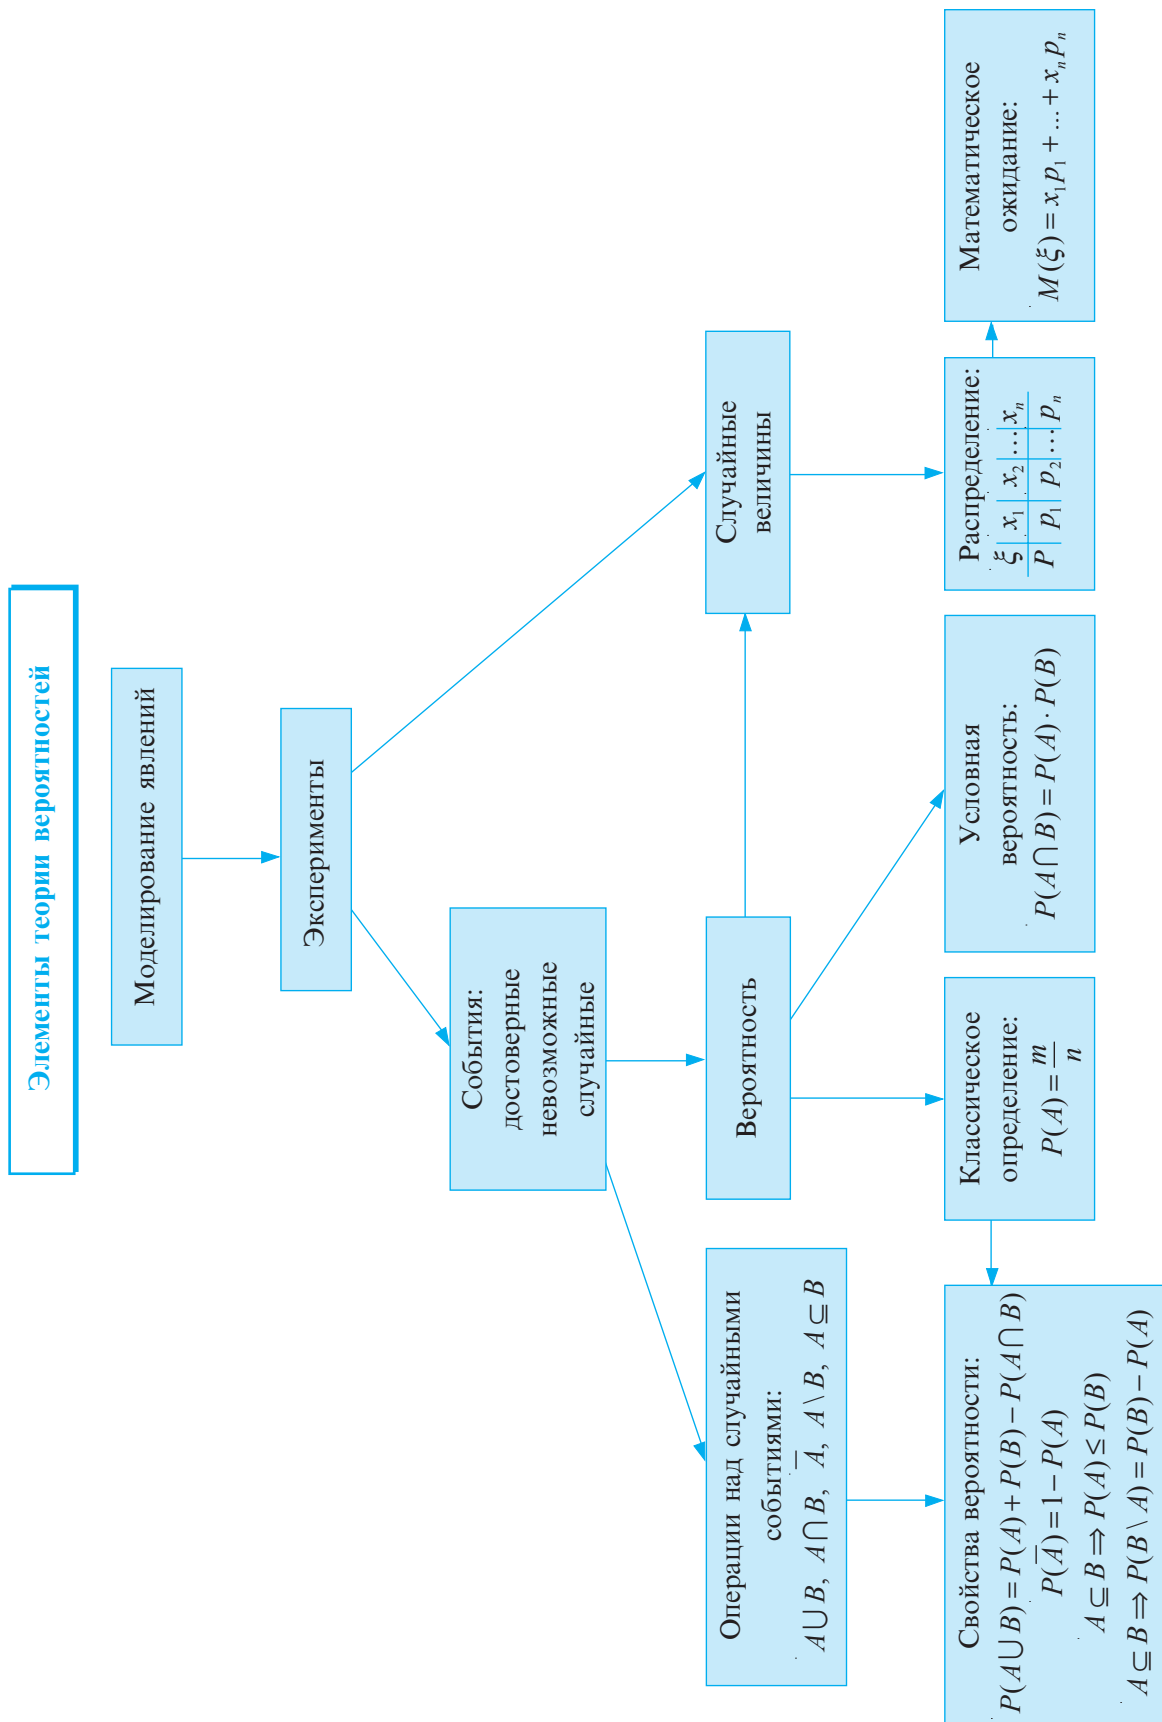 Элементы теории вероятностей
Моделирование явлений
Эксперименты
События:
достоверные
невозможные
случайные
Операции над случайными
событиями:
A∪B, A∩B, A̅, A\B, A⊆B
Вероятность
Случайные
величины
Свойства вероятности:
P(A∪B)=P(A)+P(B)−P(A∩B)
P(A̅)=1−P(A)
A⊆B⇒P(A)≤P(B)
A⊆B⇒P(B\A)=P(B)−P(A)
Классическое
определение:
P(A)=m/n
Условная
вероятность:
P(A∩B)=P(A)·P(B)
Распределение:
ξ x₁ x₂ ... xₙ
P p₁ p₂ ... pₙ
Математическое
ожидание:
M(ξ)=x₁p₁+...+xₙpₙ